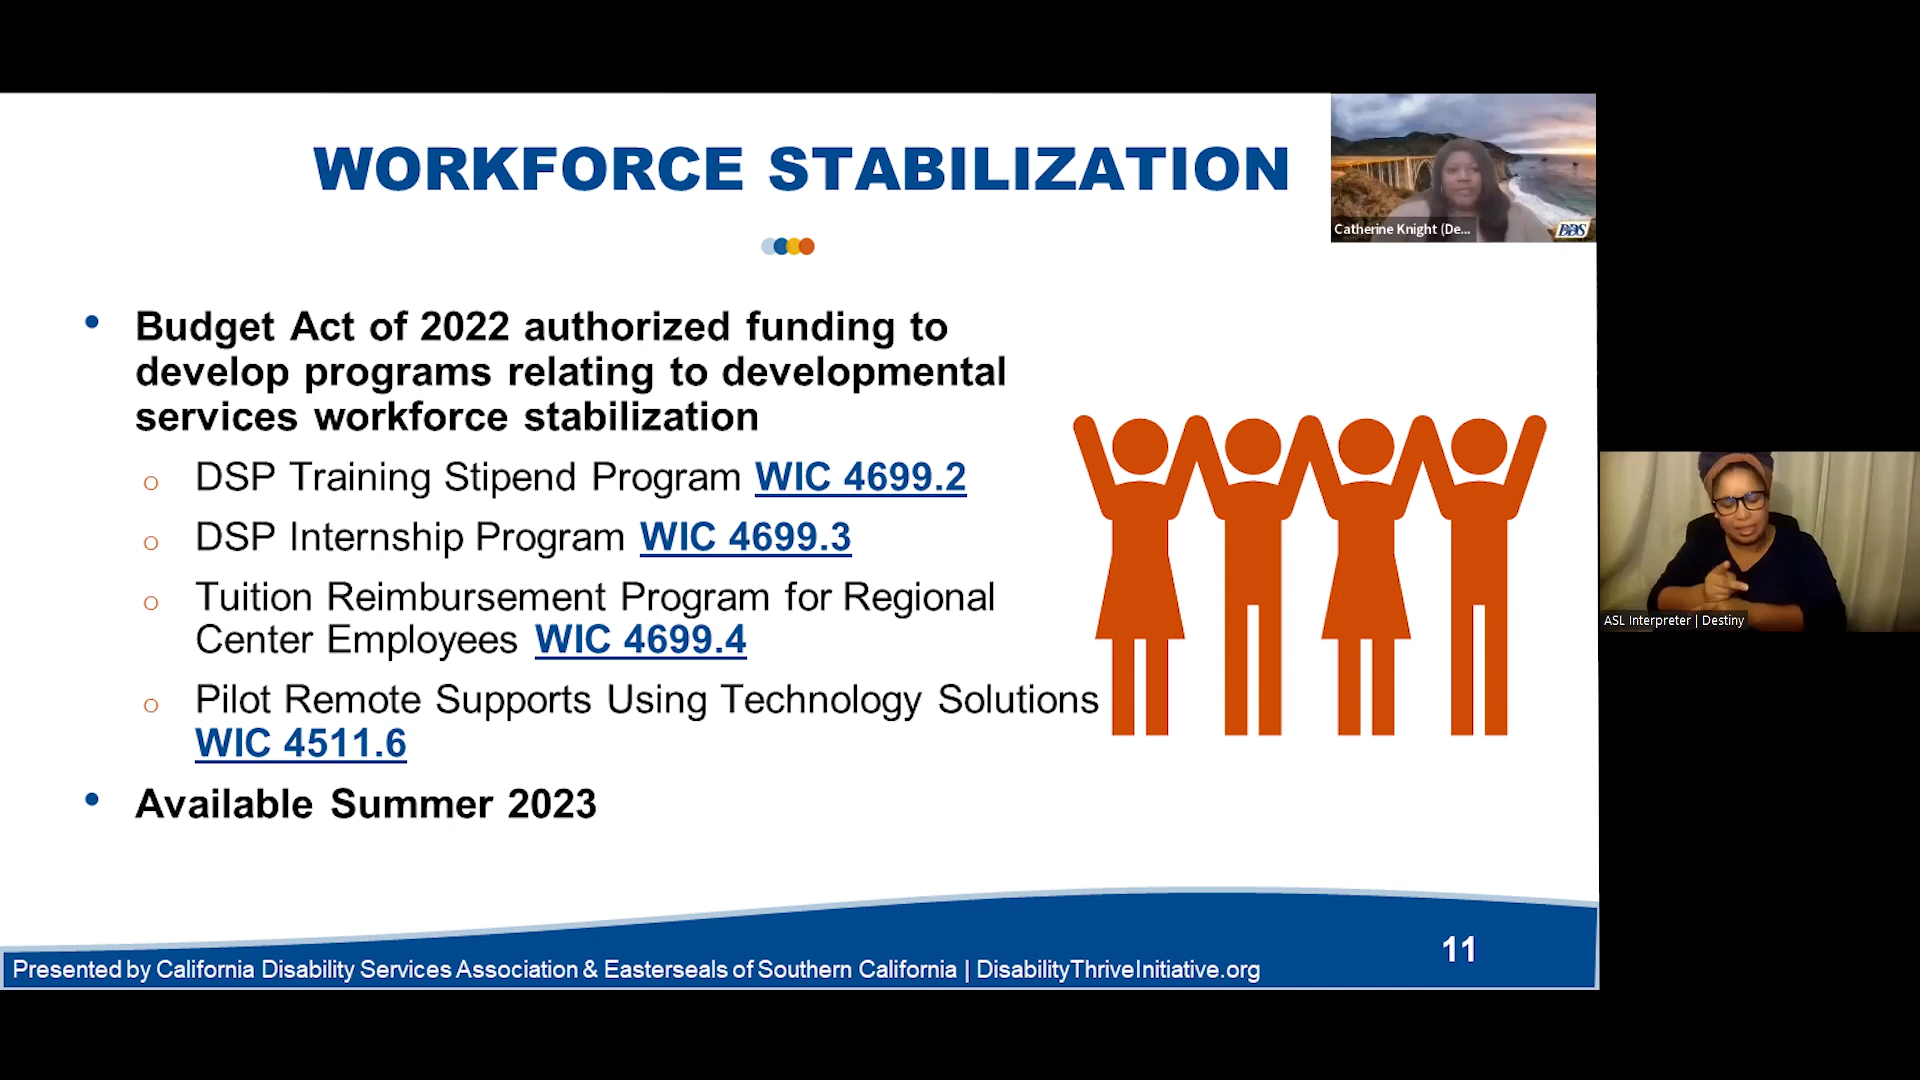 WORKFORCE STABILIZATION
Catherine Knight (De...
DDS
• Budget Act of 2022 authorized funding to
develop programs relating to developmental
services workforce stabilization
o DSP Training Stipend Program WIC 4699.2
o DSP Internship Program WIC 4699.3
o Tuition Reimbursement Program for Regional
Center Employees WIC 4699.4
o Pilot Remote Supports Using Technology Solutions
WIC 4511.6
• Available Summer 2023
ASL Interpreter | Destiny
11
Presented by California Disability Services Association & Easterseals of Southern California | DisabilityThriveInitiative.org